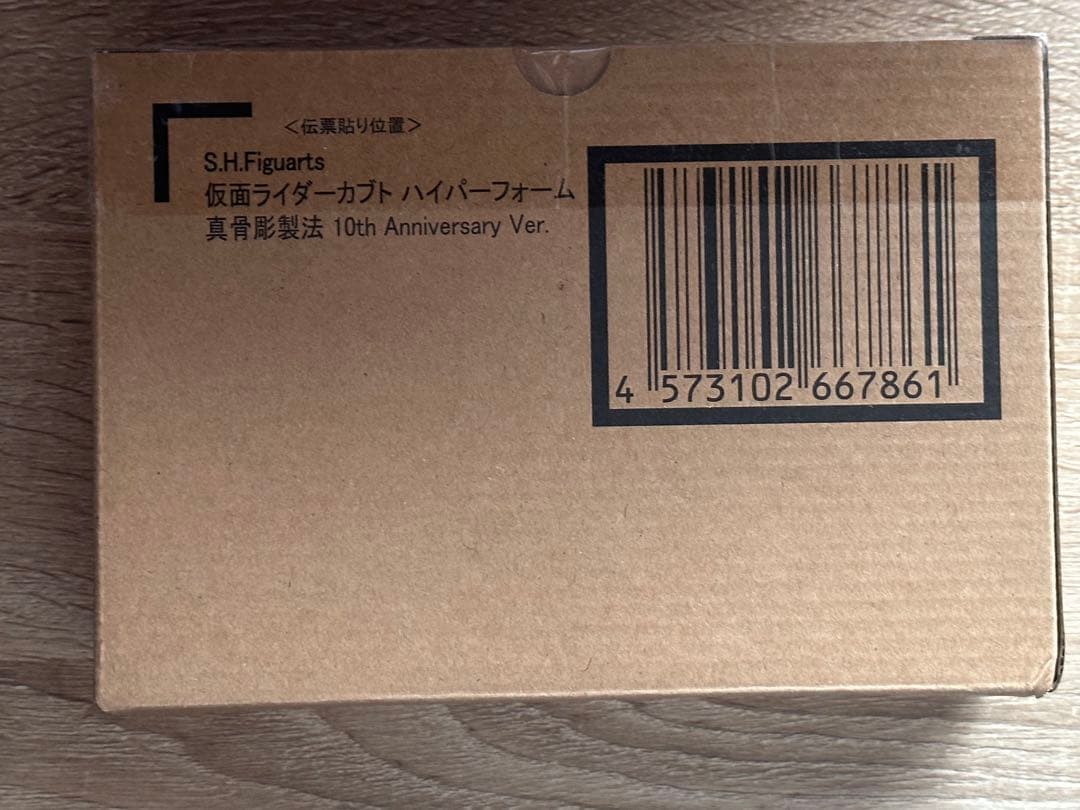 ＜伝票貼り位置＞
S.H.Figuarts
仮面ライダーカブト ハイパーフォーム
真骨彫製法 10th Anniversary Ver.
4 573102 667861